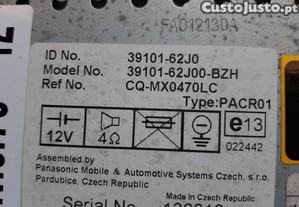 CustoJusto.pt
FA012130A
ID No: 39101-62J0
Model No: 39101-62J00-BZH
Ref No: CQ-MX0470LC
Type:PACR01
12V
4Ω
e13
022442
Assembled by
Panasonic Mobile & Automotive Systems Czech, s.r.o.
Pardubice, Czech Republic
Made in Czech Republic
Serial No